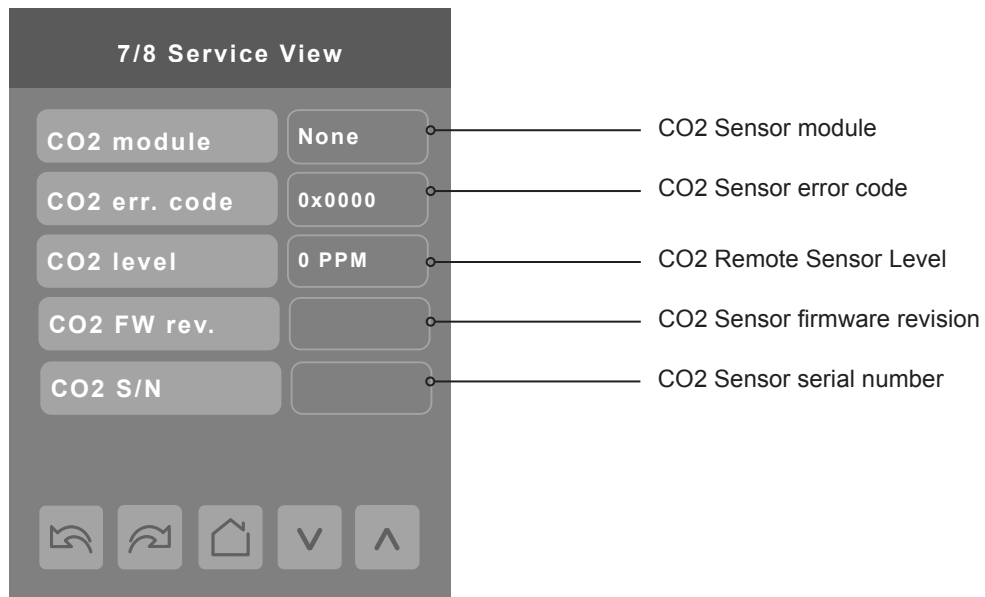 7/8 Service View
CO2 module None CO2 Sensor module
CO2 err. code 0x0000 CO2 Sensor error code
CO2 level 0 PPM CO2 Remote Sensor Level
CO2 FW rev. CO2 Sensor firmware revision
CO2 S/N CO2 Sensor serial number